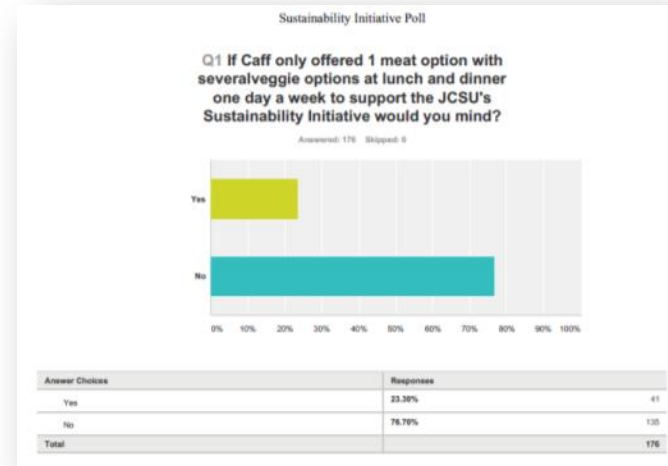 Sustainability Initiative Poll
Q1 If Caff only offered 1 meat option with
severalveggie options at lunch and dinner
one day a week to support the JCSU's
Sustainability Initiative would you mind?
Answered: 176 Skipped: 0
Yes
No
0% 10% 20% 30% 40% 50% 60% 70% 80% 90% 100%
Answer Choices Responses
Yes 23.30% 41
No 76.70% 135
Total 176